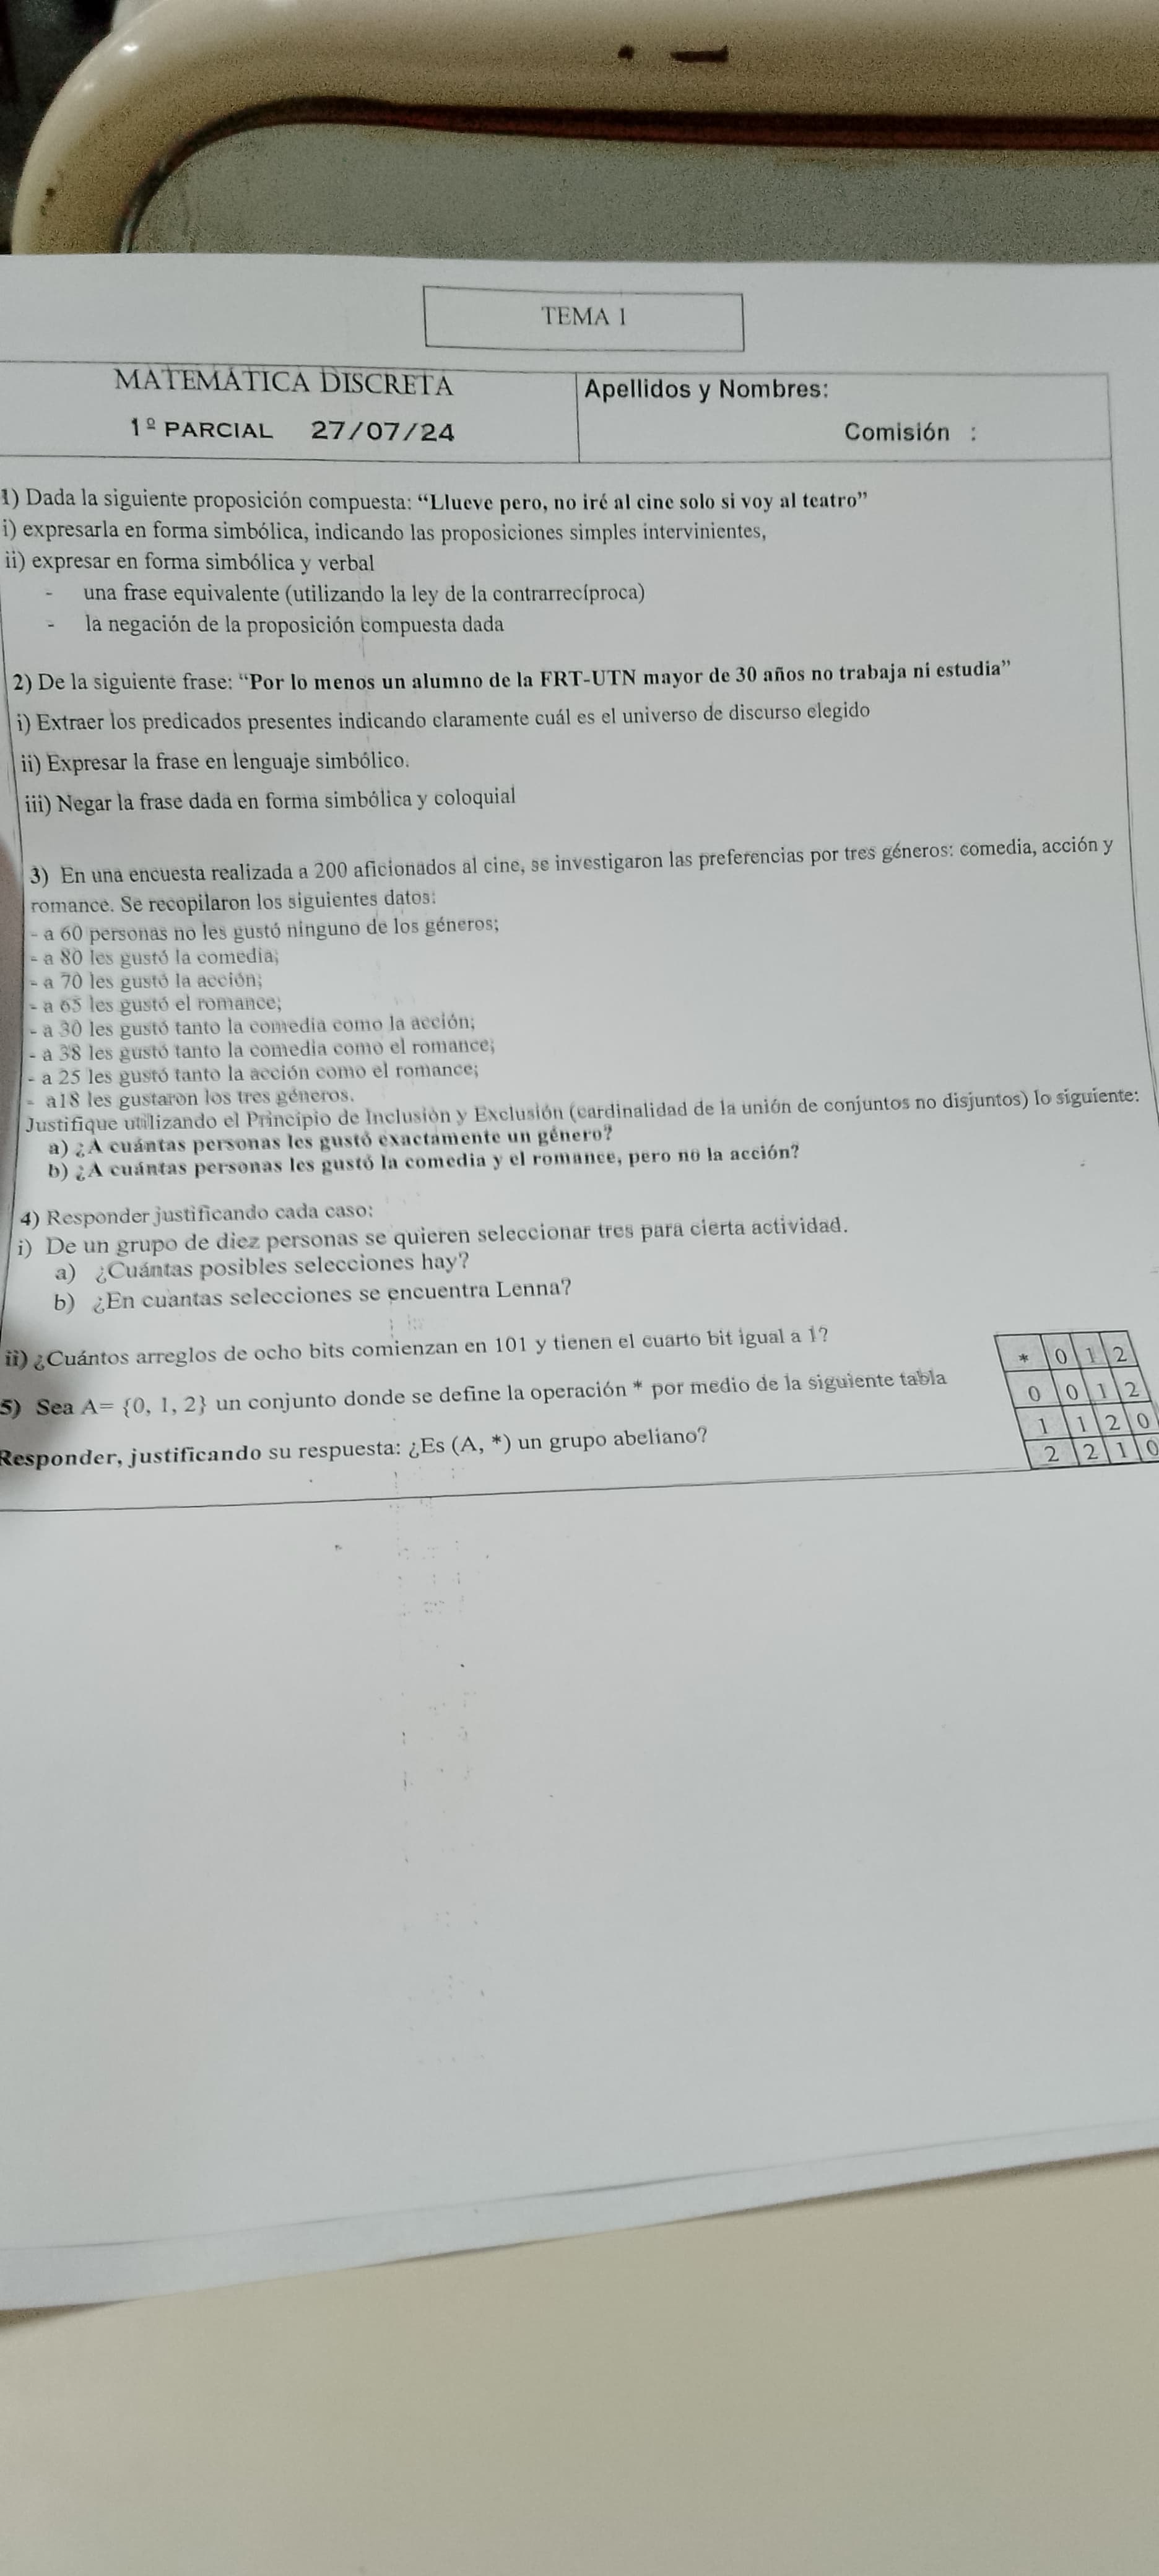 TEMA 1
MATEMÁTICA DISCRETA
1º PARCIAL 27/07/24
Apellidos y Nombres:
Comisión :
1) Dada la siguiente proposición compuesta: “Llueve pero, no iré al cine solo si voy al teatro”
i) expresarla en forma simbólica, indicando las proposiciones simples intervinientes,
ii) expresar en forma simbólica y verbal
- una frase equivalente (utilizando la ley de la contrarrecíproca)
- la negación de la proposición compuesta dada
2) De la siguiente frase: “Por lo menos un alumno de la FRT-UTN mayor de 30 años no trabaja ni estudia”
i) Extraer los predicados presentes indicando claramente cuál es el universo de discurso elegido
ii) Expresar la frase en lenguaje simbólico.
iii) Negar la frase dada en forma simbólica y coloquial
3) En una encuesta realizada a 200 aficionados al cine, se investigaron las preferencias por tres géneros: comedia, acción y
romance. Se recopilaron los siguientes datos:
- a 60 personas no les gustó ninguno de los géneros;
- a 80 les gustó la comedia;
- a 70 les gustó la acción;
- a 65 les gustó el romance;
- a 30 les gustó tanto la comedia como la acción;
- a 38 les gustó tanto la comedia como el romance;
- a 25 les gustó tanto la acción como el romance;
- a18 les gustaron los tres géneros.
Justifique utilizando el Principio de Inclusión y Exclusión (cardinalidad de la unión de conjuntos no disjuntos) lo siguiente:
a) ¿A cuántas personas les gustó exactamente un género?
b) ¿A cuántas personas les gustó la comedia y el romance, pero no la acción?
4) Responder justificando cada caso:
i) De un grupo de diez personas se quieren seleccionar tres para cierta actividad.
a) ¿Cuántas posibles selecciones hay?
b) ¿En cuantas selecciones se encuentra Lenna?
ii) ¿Cuántos arreglos de ocho bits comienzan en 101 y tienen el cuarto bit igual a 1?
5) Sea A= {0, 1, 2} un conjunto donde se define la operación * por medio de la siguiente tabla
Responder, justificando su respuesta: ¿Es (A, *) un grupo abeliano?
* 0 1 2
0 0 1 2
1 1 2 0
2 2 1 0